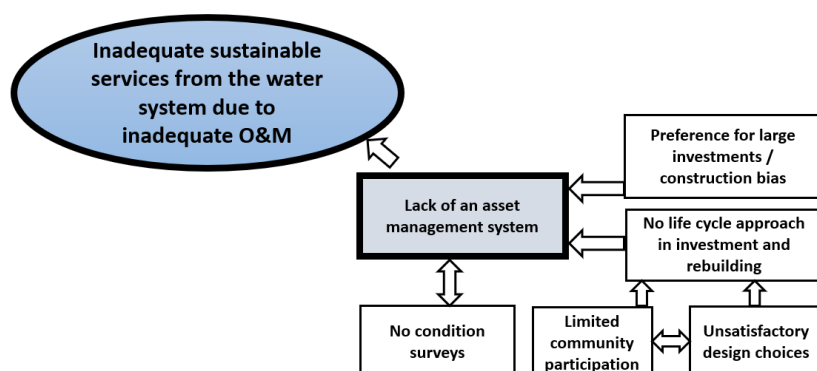 Inadequate sustainable
services from the water
system due to
inadequate O&M
Preference for large
investments /
construction bias
Lack of an asset
management system
No life cycle approach
in investment and
rebuilding
No condition
surveys
Limited
community
participation
Unsatisfactory
design choices